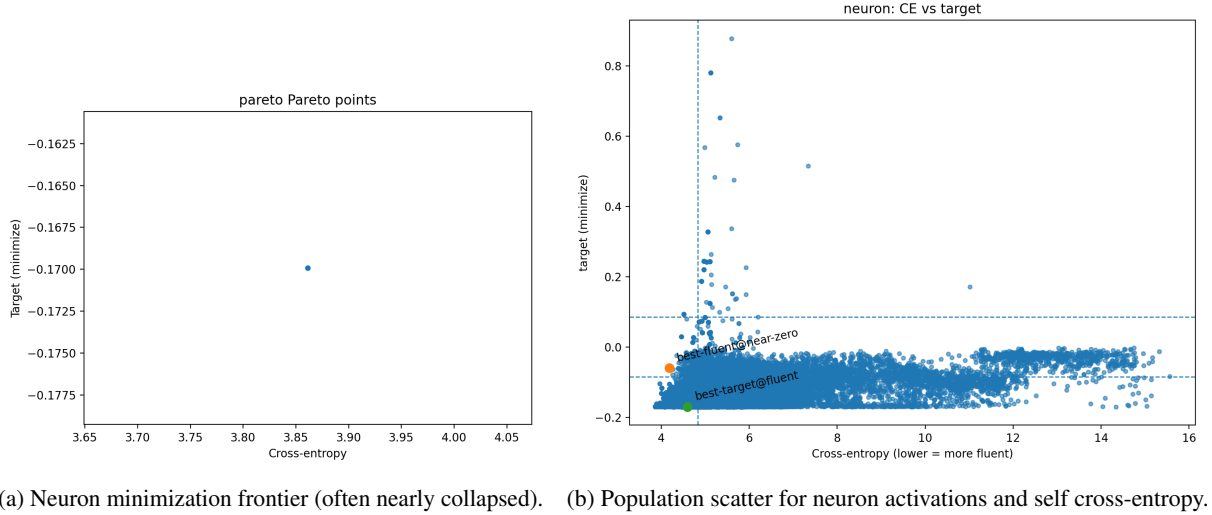 pareto Pareto points
Target (minimize)
−0.1625
−0.1650
−0.1675
−0.1700
−0.1725
−0.1750
−0.1775
3.65 3.70 3.75 3.80 3.85 3.90 3.95 4.00 4.05
Cross-entropy
neuron: CE vs target
target (minimize)
0.8
0.6
0.4
0.2
0.0
−0.2
best-fluent@near-zero
best-target@fluent
4 6 8 10 12 14 16
Cross-entropy (lower = more fluent)
(a) Neuron minimization frontier (often nearly collapsed).
(b) Population scatter for neuron activations and self cross-entropy.